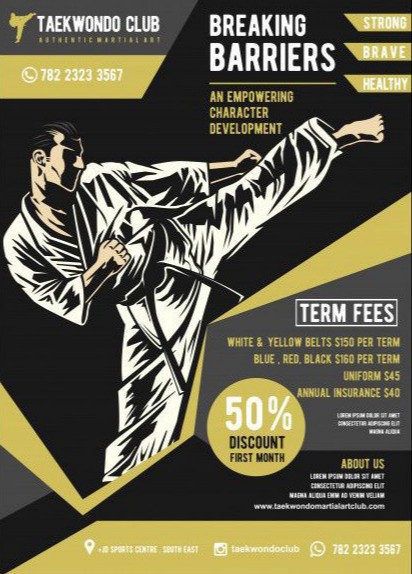 TAEKWONDO CLUB
AUTHENTIC MARTIAL ART
782 2323 3567
BREAKING
BARRIERS
STRONG
BRAVE
HEALTHY
AN EMPOWERING
CHARACTER
DEVELOPMENT
TERM FEES
WHITE & YELLOW BELTS $150 PER TERM
BLUE , RED, BLACK $160 PER TERM
UNIFORM $45
ANNUAL INSURANCE $40
LOREM IPSUM DOLOR SIT AMET
CONSECTETUR ADIPISCING ELIT
MAGNA ALIQUA
50%
DISCOUNT
FIRST MONTH
ABOUT US
LOREM IPSUM DOLOR SIT AMET
CONSECTETUR ADIPISCING ELIT
MAGNA ALIQUA ENIM AD VENIM VELIAM
www.taekwondomartialartclub.com
+JO SPORTS CENTRE , SOUTH EAST
taekwondoclub
782 2323 3567